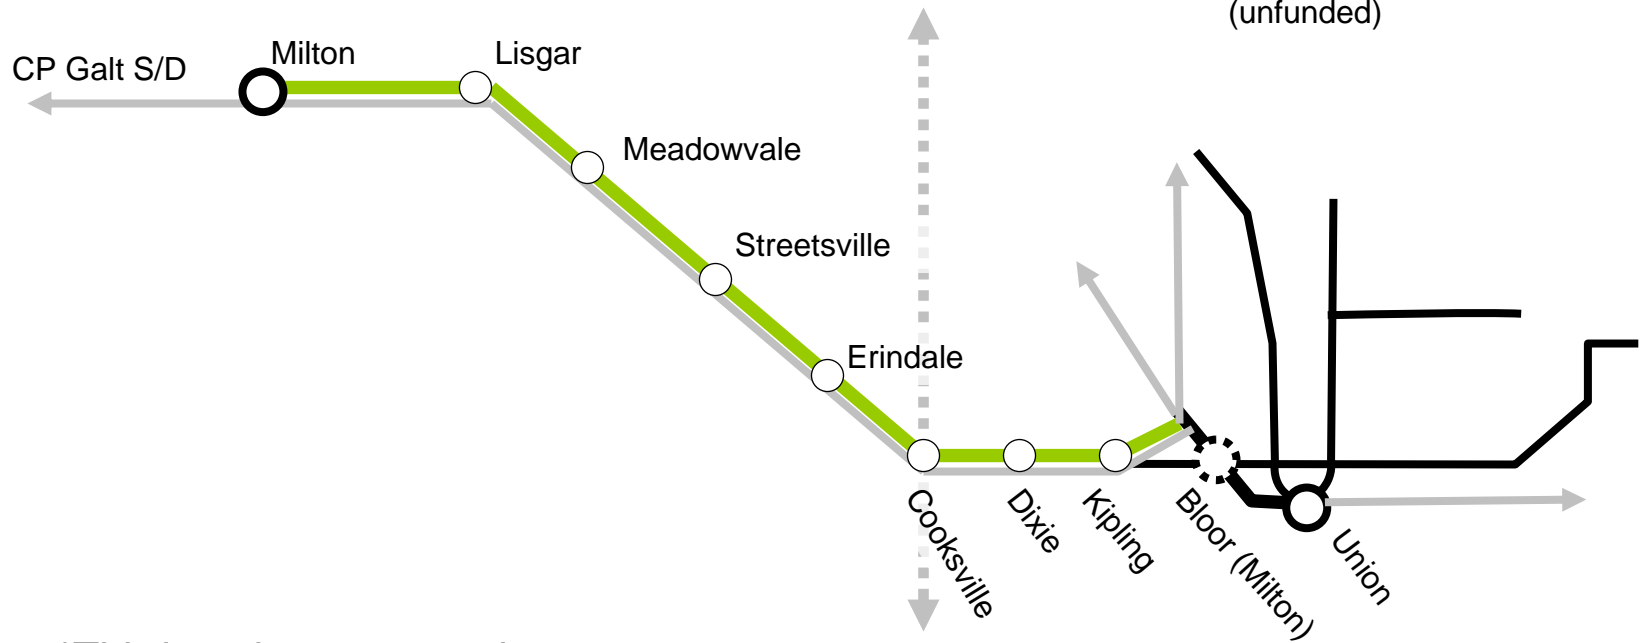 (unfunded)
CP Galt S/D
Milton
Lisgar
Meadowvale
Streetsville
Erindale
Cooksville
Dixie
Kipling
Bloor (Milton)
Union